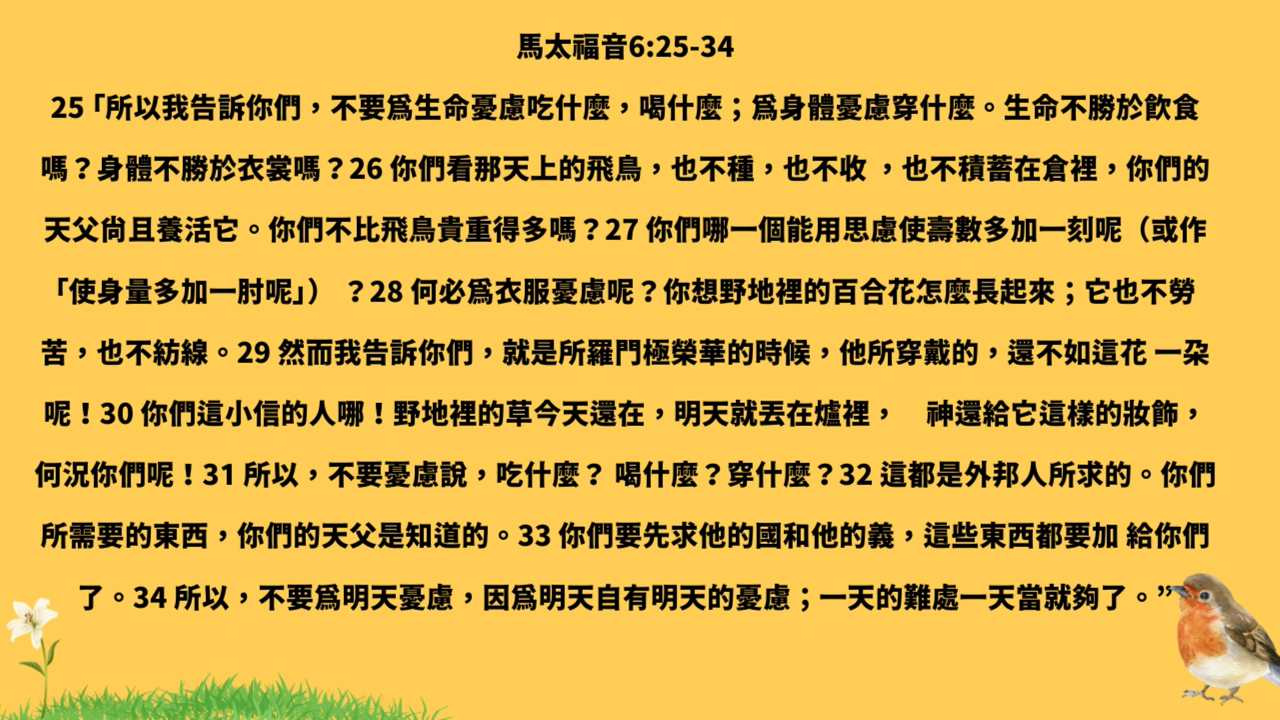 馬太福音6:25-34
25「所以我告訴你們，不要爲生命憂慮吃什麼，喝什麼；爲身體憂慮穿什麼。生命不勝於飲食
嗎？身體不勝於衣裳嗎？26 你們看那天上的飛鳥，也不種，也不收 ，也不積蓄在倉裡，你們的
天父尙且養活它。你們不比飛鳥貴重得多嗎？27 你們哪一個能用思慮使壽數多加一刻呢（或作
「使身量多加一肘呢」） ？28 何必爲衣服憂慮呢？你想野地裡的百合花怎麼長起來；它也不勞
苦，也不紡線。29 然而我告訴你們，就是所羅門極榮華的時候，他所穿戴的，還不如這花 一朶
呢！30 你們這小信的人哪！野地裡的草今天還在，明天就丟在爐裡，　神還給它這樣的妝飾，
何況你們呢！31 所以，不要憂慮說，吃什麼？ 喝什麼？穿什麼？32 這都是外邦人所求的。你們
所需要的東西，你們的天父是知道的。33 你們要先求他的國和他的義，這些東西都要加 給你們
了。34 所以，不要爲明天憂慮，因爲明天自有明天的憂慮；一天的難處一天當就夠了。”